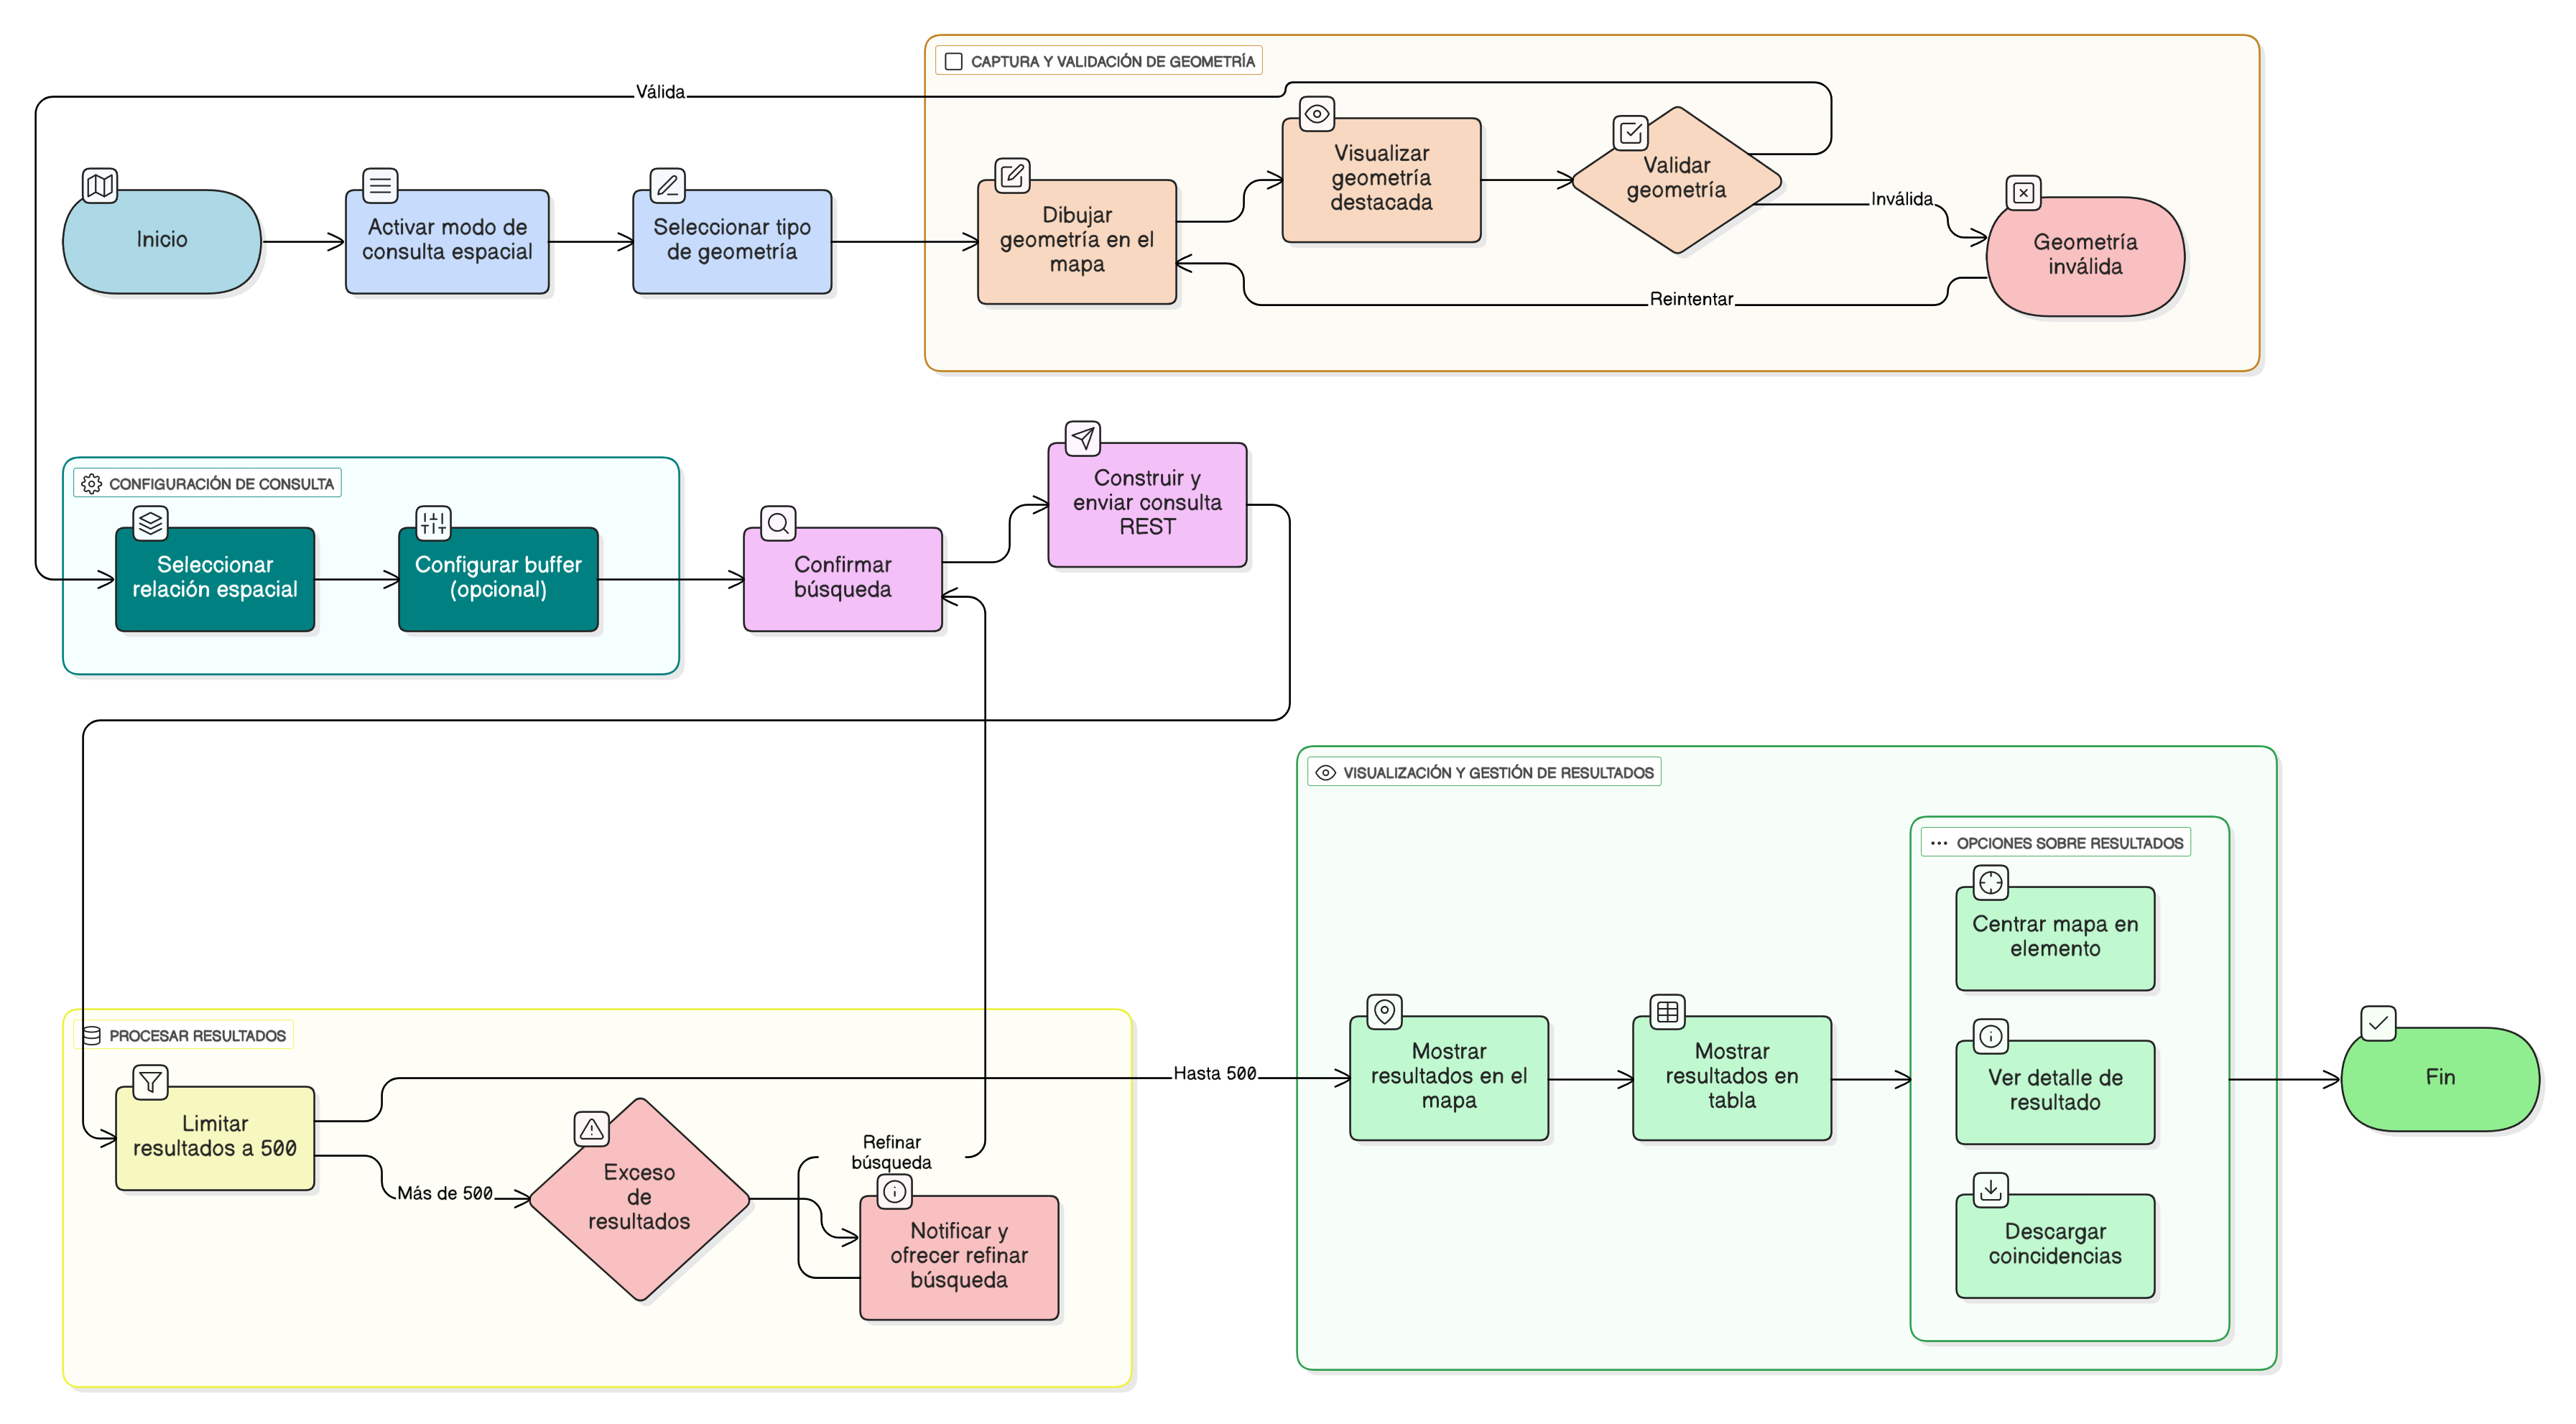 CAPTURA Y VALIDACIÓN DE GEOMETRÍA
Válida
Inicio
Activar modo de
consulta espacial
Seleccionar tipo
de geometría
Dibujar
geometría en el
mapa
Visualizar
geometría
destacada
Validar
geometría
Inválida
Geometría
inválida
Reintentar
CONFIGURACIÓN DE CONSULTA
Seleccionar
relación espacial
Configurar buffer
(opcional)
Confirmar
búsqueda
Construir y
enviar consulta
REST
PROCESAR RESULTADOS
Limitar
resultados a 500
Hasta 500
Más de 500
Exceso
de
resultados
Refinar
búsqueda
Notificar y
ofrecer refinar
búsqueda
VISUALIZACIÓN Y GESTIÓN DE RESULTADOS
Mostrar
resultados en el
mapa
Mostrar
resultados en
tabla
OPCIONES SOBRE RESULTADOS
Centrar mapa en
elemento
Ver detalle de
resultado
Descargar
coincidencias
Fin